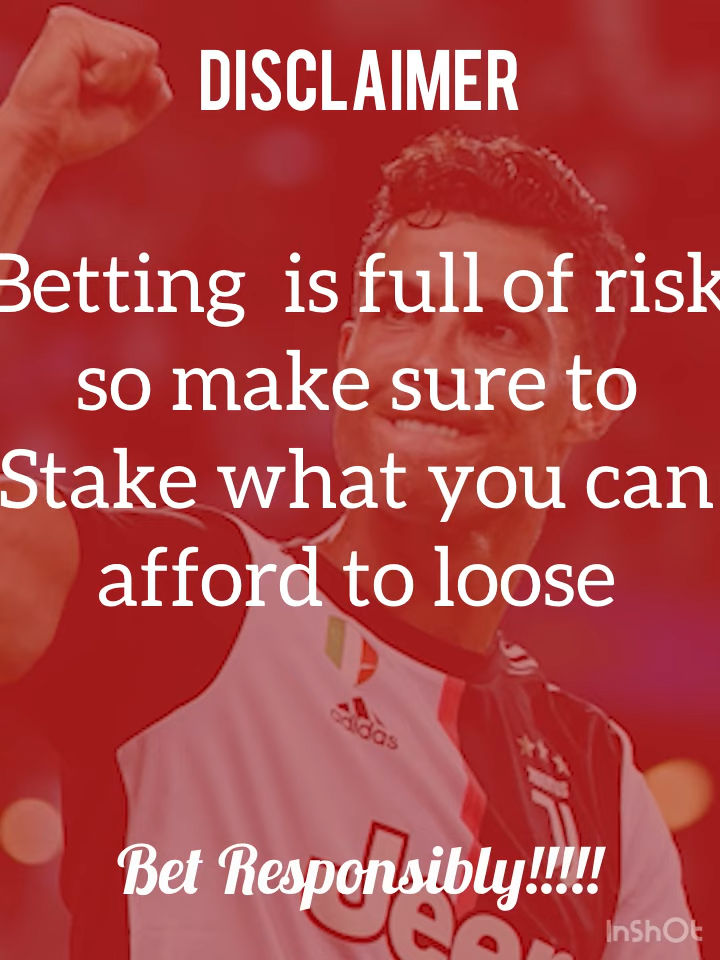 DISCLAIMER
Betting is full of risk
so make sure to
Stake what you can
afford to loose
adidas
Jeep
Bet Responsibly!!!!!
InShOt